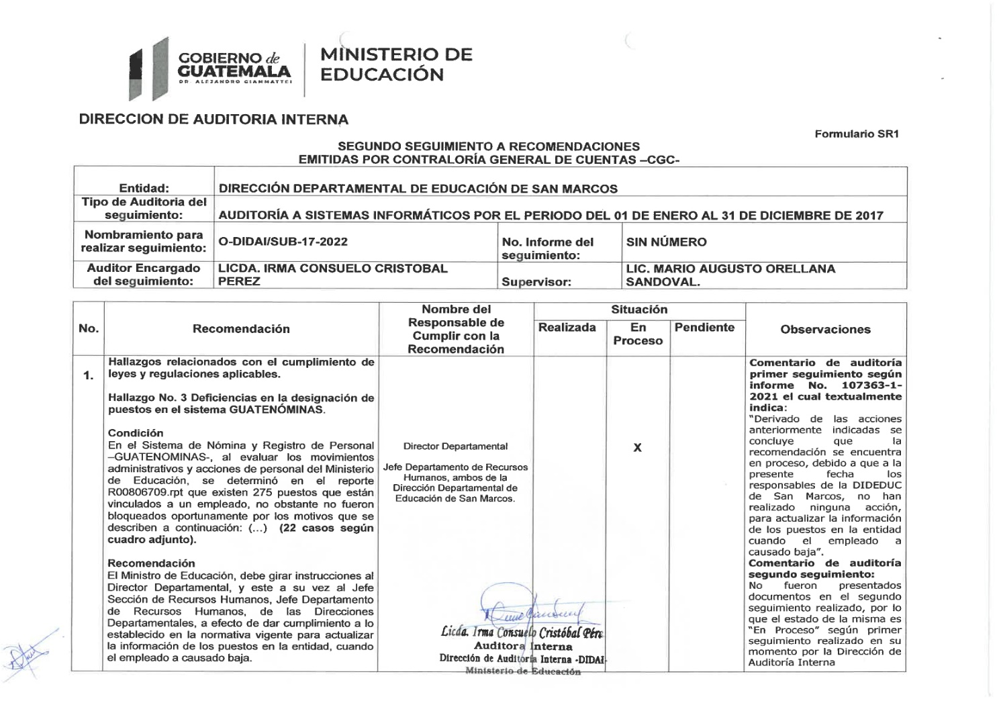 GOBIERNO de
GUATEMALA
DR. ALEJANDRO GIAMMATTEI
MINISTERIO DE
EDUCACIÓN
DIRECCION DE AUDITORIA INTERNA
Formulario SR1
SEGUNDO SEGUIMIENTO A RECOMENDACIONES
EMITIDAS POR CONTRALORÍA GENERAL DE CUENTAS –CGC-
Entidad: DIRECCIÓN DEPARTAMENTAL DE EDUCACIÓN DE SAN MARCOS
Tipo de Auditoria del
seguimiento: AUDITORÍA A SISTEMAS INFORMÁTICOS POR EL PERIODO DEL 01 DE ENERO AL 31 DE DICIEMBRE DE 2017
Nombramiento para
realizar seguimiento:
O-DIDAI/SUB-17-2022
No. Informe del
seguimiento:
SIN NÚMERO
Auditor Encargado
del seguimiento:
LICDA. IRMA CONSUELO CRISTOBAL
PEREZ
Supervisor:
LIC. MARIO AUGUSTO ORELLANA
SANDOVAL.
No.
Recomendación
Nombre del
Responsable de
Cumplir con la
Recomendación
Situación
Realizada
En
Proceso
Pendiente
Observaciones
1.
Hallazgos relacionados con el cumplimiento de
leyes y regulaciones aplicables.
Hallazgo No. 3 Deficiencias en la designación de
puestos en el sistema GUATENÓMINAS.
Condición
En el Sistema de Nómina y Registro de Personal
–GUATENOMINAS-, al evaluar los movimientos
administrativos y acciones de personal del Ministerio
de Educación, se determinó en el reporte
R00806709.rpt que existen 275 puestos que están
vinculados a un empleado, no obstante no fueron
bloqueados oportunamente por los motivos que se
describen a continuación: (...) (22 casos según
cuadro adjunto).
Recomendación
El Ministro de Educación, debe girar instrucciones al
Director Departamental, y este a su vez al Jefe
Sección de Recursos Humanos, Jefe Departamento
de Recursos Humanos, de las Direcciones
Departamentales, a efecto de dar cumplimiento a lo
establecido en la normativa vigente para actualizar
la información de los puestos en la entidad, cuando
el empleado a causado baja.
Director Departamental
Jefe Departamento de Recursos
Humanos, ambos de la
Dirección Departamental de
Educación de San Marcos.
X
Comentario de auditoría
primer seguimiento según
informe No. 107363-1-
2021 el cual textualmente
indica:
"Derivado de las acciones
anteriormente indicadas se
concluye que la
recomendación se encuentra
en proceso, debido a que a la
presente fecha los
responsables de la DIDEDUC
de San Marcos, no han
realizado ninguna acción,
para actualizar la información
de los puestos en la entidad
cuando el empleado a
causado baja".
Comentario de auditoría
segundo seguimiento:
No fueron presentados
documentos en el segundo
seguimiento realizado, por lo
que el estado de la misma es
"En Proceso" según primer
seguimiento realizado en su
momento por la Dirección de
Auditoría Interna
Licda. Irma Consuelo Cristóbal Pére
Auditora Interna
Dirección de Auditoría Interna -DIDAI-
Ministerio de Educación